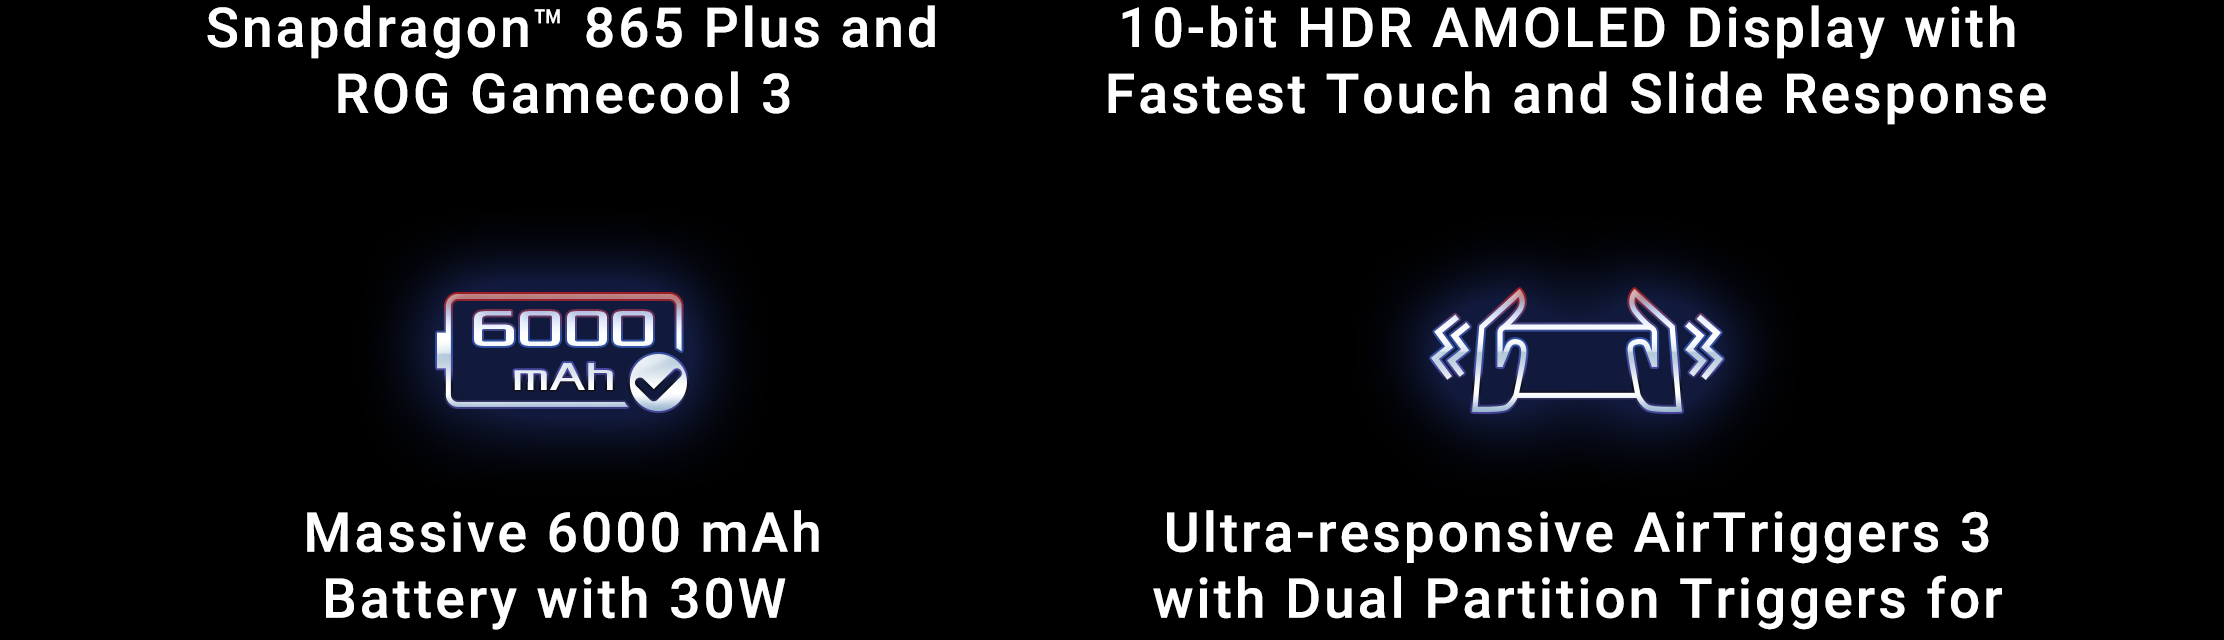 Snapdragon™ 865 Plus and
ROG Gamecool 3
10-bit HDR AMOLED Display with
Fastest Touch and Slide Response
6000
mAh
Massive 6000 mAh
Battery with 30W
Ultra-responsive AirTriggers 3
with Dual Partition Triggers for